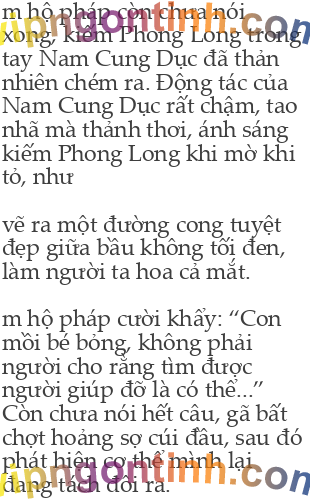 m hộ pháp còn chưa nói
xong, kiếm Phong Long trong
tay Nam Cung Dục đã thản
nhiên chém ra. Động tác của
Nam Cung Dục rất chậm, tao
nhã mà thảnh thơi, ánh sáng
kiếm Phong Long khi mờ khi
tỏ, như
vẽ ra một đường cong tuyệt
đẹp giữa bầu không tối đen,
làm người ta hoa cả mắt.
m hộ pháp cười khẩy: “Con
mồi bé bỏng, không phải
người cho rằng tìm được
người giúp đỡ là có thể...”
Còn chưa nói hết câu, gã bất
chợt hoảng sợ cúi đầu, sau đó
phát hiện cơ thể mình lại
đang tách đôi ra.